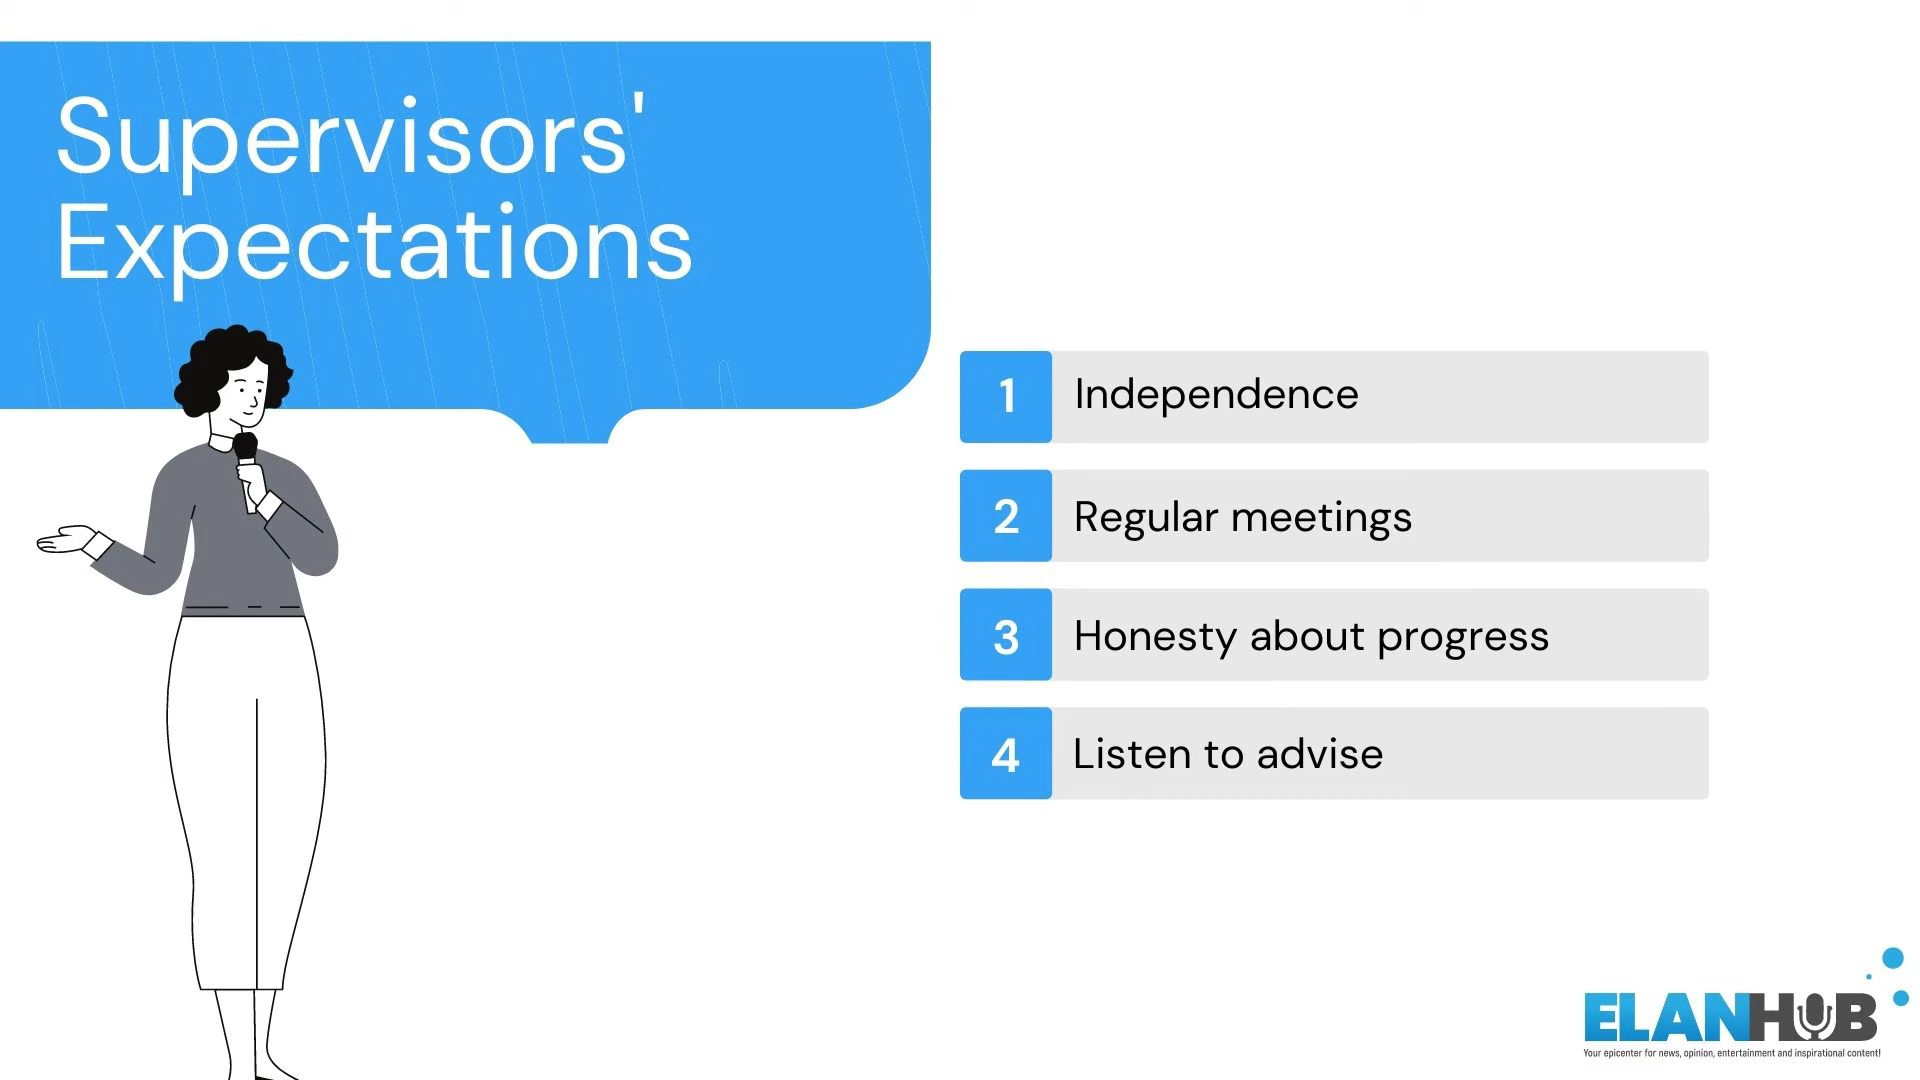 Supervisors'
Expectations
1 Independence
2 Regular meetings
3 Honesty about progress
4 Listen to advise
ELANHUB
Your epicenter for news, opinion, entertainment and inspirational content!